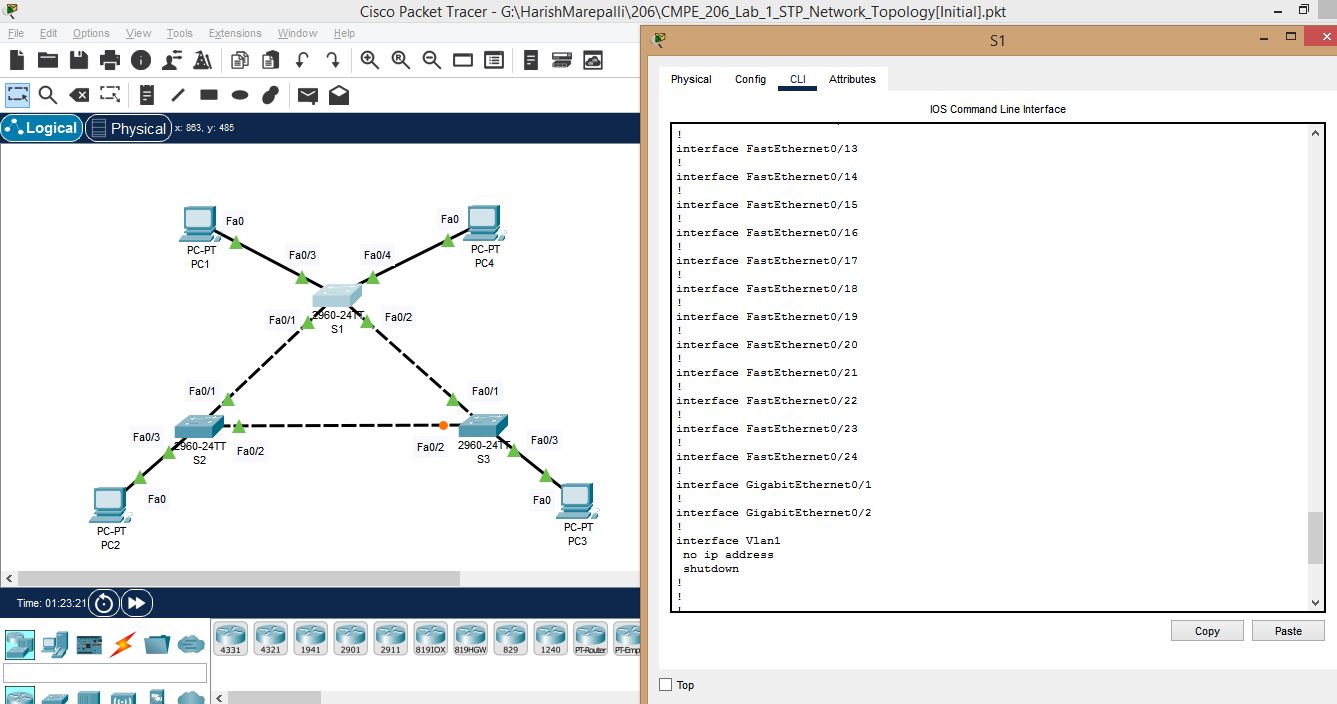 Cisco Packet Tracer - G:\HarishMarepalli\206\CMPE_206_Lab_1_STP_Network_Topology[Initial].pkt
File Edit Options View Tools Extensions Window Help
Logical Physical x: 863, y: 485
Fa0
Fa0
PC-PT
PC1
PC-PT
PC4
Fa0/3
Fa0/4
2960-24TT
S1
Fa0/1
Fa0/2
Fa0/1
Fa0/1
Fa0/3
2960-24TT
S2
Fa0/2
Fa0/2
2960-24TT
S3
Fa0/3
Fa0
Fa0
PC-PT
PC2
PC-PT
PC3
Time: 01:23:21
4331 4321 1941 2901 2911 819IOX 819HGW 829 1240 PT-Router PT-Emp
S1
Physical Config CLI Attributes
IOS Command Line Interface
!
interface FastEthernet0/13
!
interface FastEthernet0/14
!
interface FastEthernet0/15
!
interface FastEthernet0/16
!
interface FastEthernet0/17
!
interface FastEthernet0/18
!
interface FastEthernet0/19
!
interface FastEthernet0/20
!
interface FastEthernet0/21
!
interface FastEthernet0/22
!
interface FastEthernet0/23
!
interface FastEthernet0/24
!
interface GigabitEthernet0/1
!
interface GigabitEthernet0/2
!
interface Vlan1
no ip address
shutdown
!
!
!
Copy Paste
Top